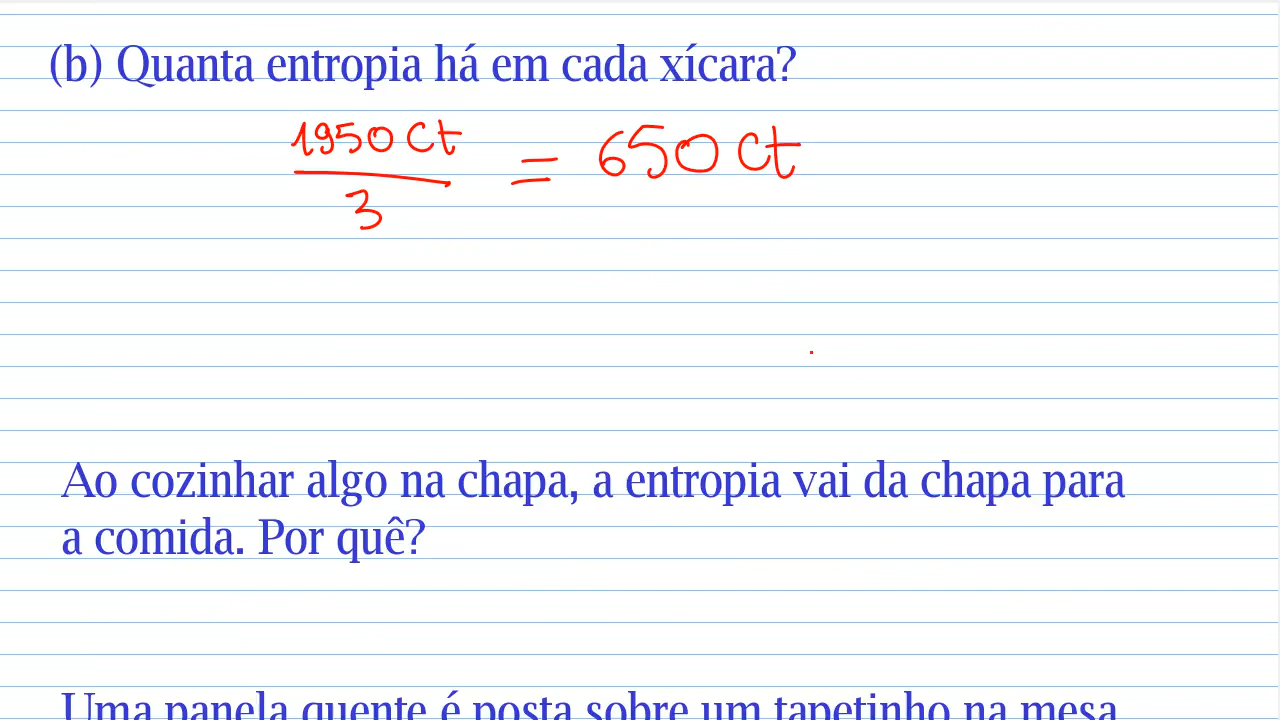 (b) Quanta entropia há em cada xícara?
1950 Ct
3
= 650 Ct
Ao cozinhar algo na chapa, a entropia vai da chapa para
a comida. Por quê?
Uma panela quente é posta sobre um tapetinho na mesa